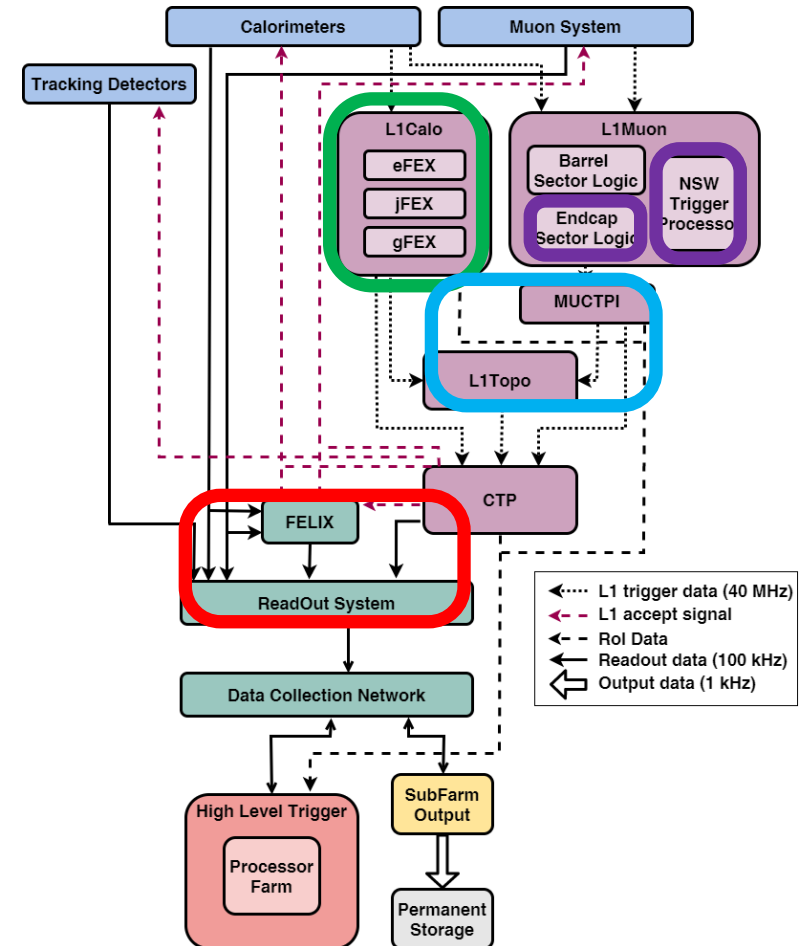 Calorimeters
Muon System
Tracking Detectors
L1Calo
eFEX
jFEX
gFEX
L1Muon
Barrel
Sector Logic
Endcap
Sector Logic
NSW
Trigger
Processo
MUCTPI
L1Topo
CTP
FELIX
ReadOut System
L1 trigger data (40 MHz)
L1 accept signal
RoI Data
Readout data (100 kHz)
Output data (1 kHz)
Data Collection Network
High Level Trigger
Processor
Farm
SubFarm
Output
Permanent
Storage